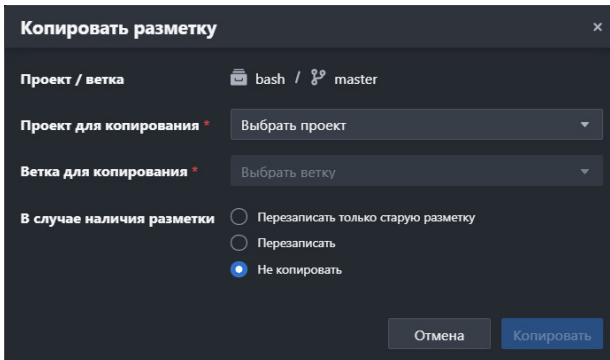 Копировать разметку
Проект / ветка bash / master
Проект для копирования * Выбрать проект
Ветка для копирования * Выбрать ветку
В случае наличия разметки Перезаписать только старую разметку
Перезаписать
Не копировать
Отмена Копировать